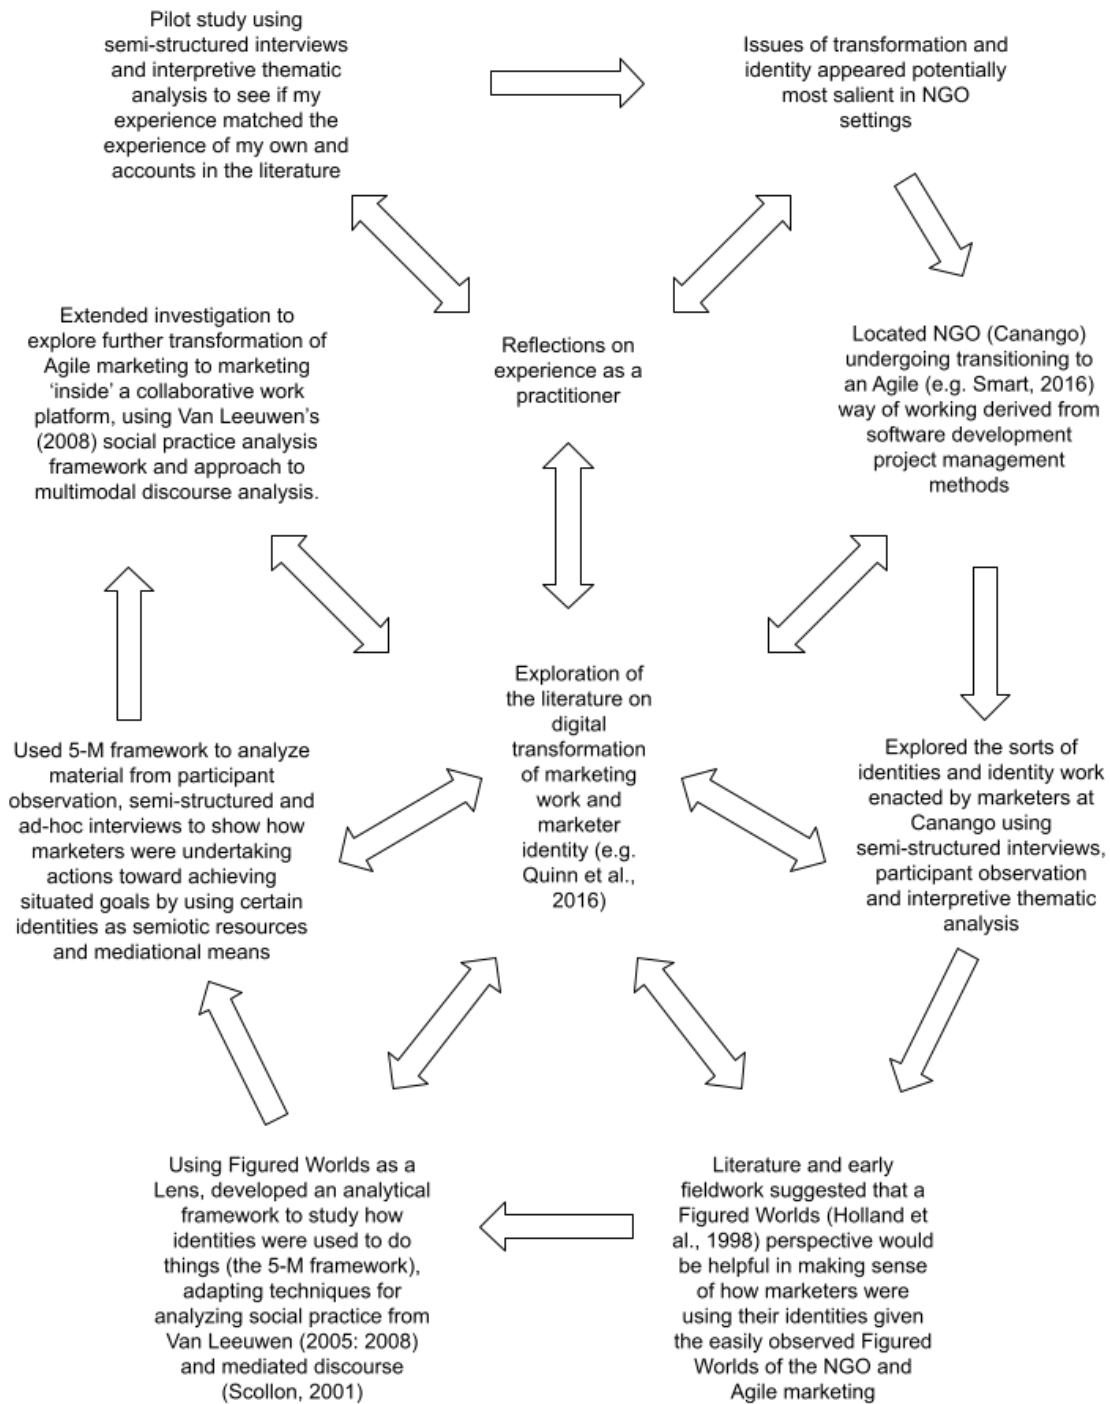 Pilot study using
semi-structured interviews
and interpretive thematic
analysis to see if my
experience matched the
experience of my own and
accounts in the literature
Issues of transformation and
identity appeared potentially
most salient in NGO
settings
Extended investigation to
explore further transformation of
Agile marketing to marketing
‘inside’ a collaborative work
platform, using Van Leeuwen’s
(2008) social practice analysis
framework and approach to
multimodal discourse analysis.
Reflections on
experience as a
practitioner
Located NGO (Canango)
undergoing transitioning to
an Agile (e.g. Smart, 2016)
way of working derived from
software development
project management
methods
Exploration of
the literature on
digital
transformation
of marketing
work and
marketer
identity (e.g.
Quinn et al.,
2016)
Used 5-M framework to analyze
material from participant
observation, semi-structured and
ad-hoc interviews to show how
marketers were undertaking
actions toward achieving
situated goals by using certain
identities as semiotic resources
and mediational means
Explored the sorts of
identities and identity work
enacted by marketers at
Canango using
semi-structured interviews,
participant observation
and interpretive thematic
analysis
Using Figured Worlds as a
Lens, developed an analytical
framework to study how
identities were used to do
things (the 5-M framework),
adapting techniques for
analyzing social practice from
Van Leeuwen (2005: 2008)
and mediated discourse
(Scollon, 2001)
Literature and early
fieldwork suggested that a
Figured Worlds (Holland et
al., 1998) perspective would
be helpful in making sense
of how marketers were
using their identities given
the easily observed Figured
Worlds of the NGO and
Agile marketing